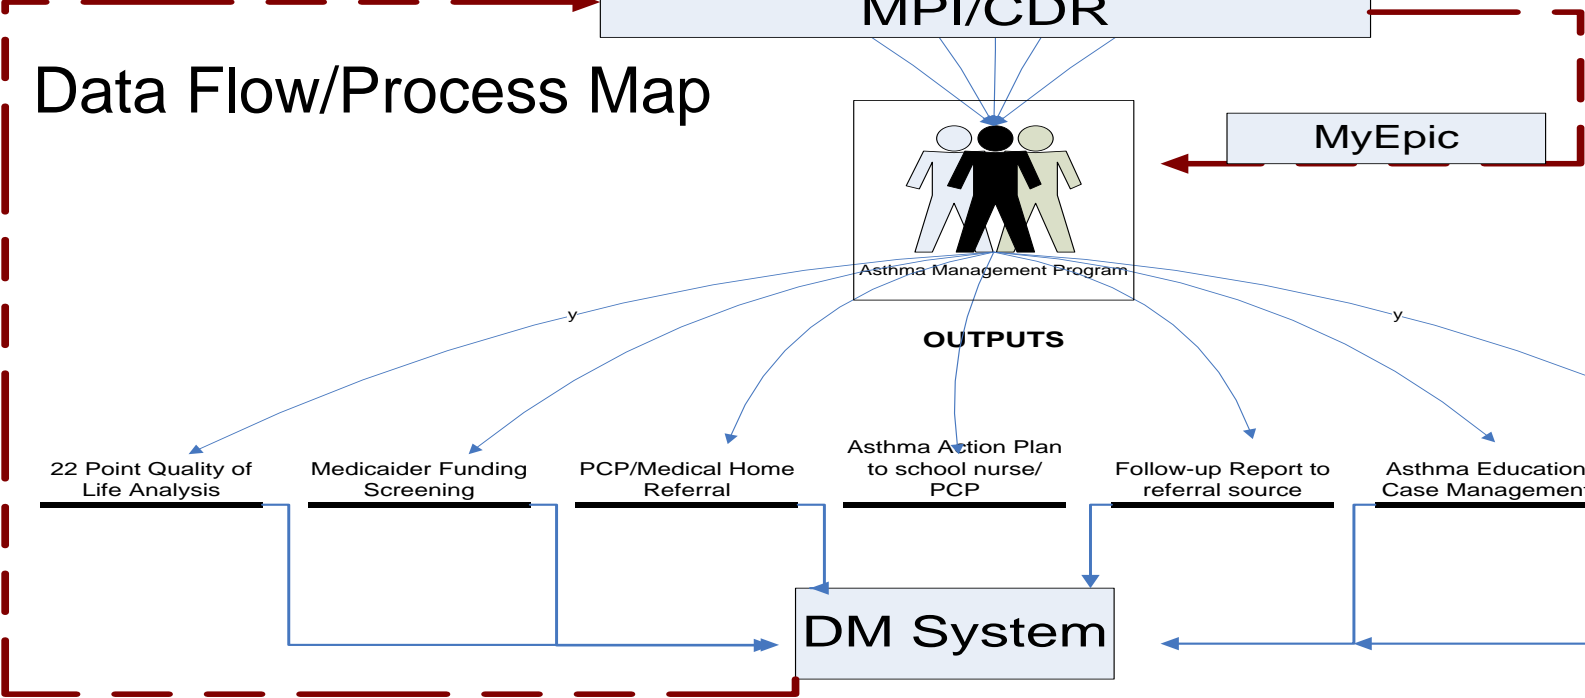 MPI/CDR
Data Flow/Process Map
MyEpic
Asthma Management Program
y
y
OUTPUTS
22 Point Quality of
Life Analysis
Medicaider Funding
Screening
PCP/Medical Home
Referral
Asthma Action Plan
to school nurse/
PCP
Follow-up Report to
referral source
Asthma Education
Case Management
DM System